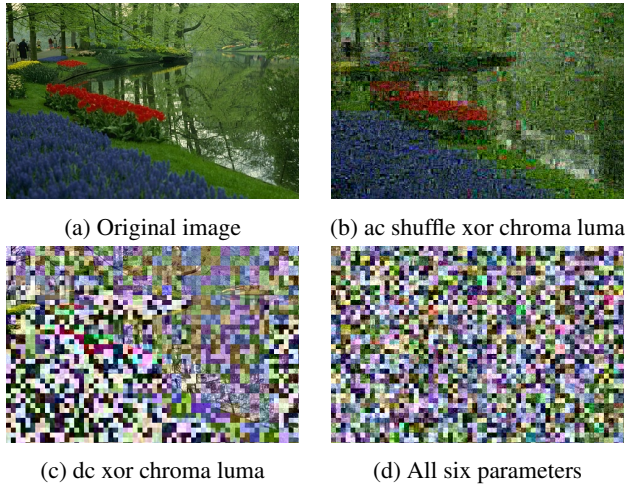 (a) Original image
(b) ac shuffle xor chroma luma
(c) dc xor chroma luma
(d) All six parameters